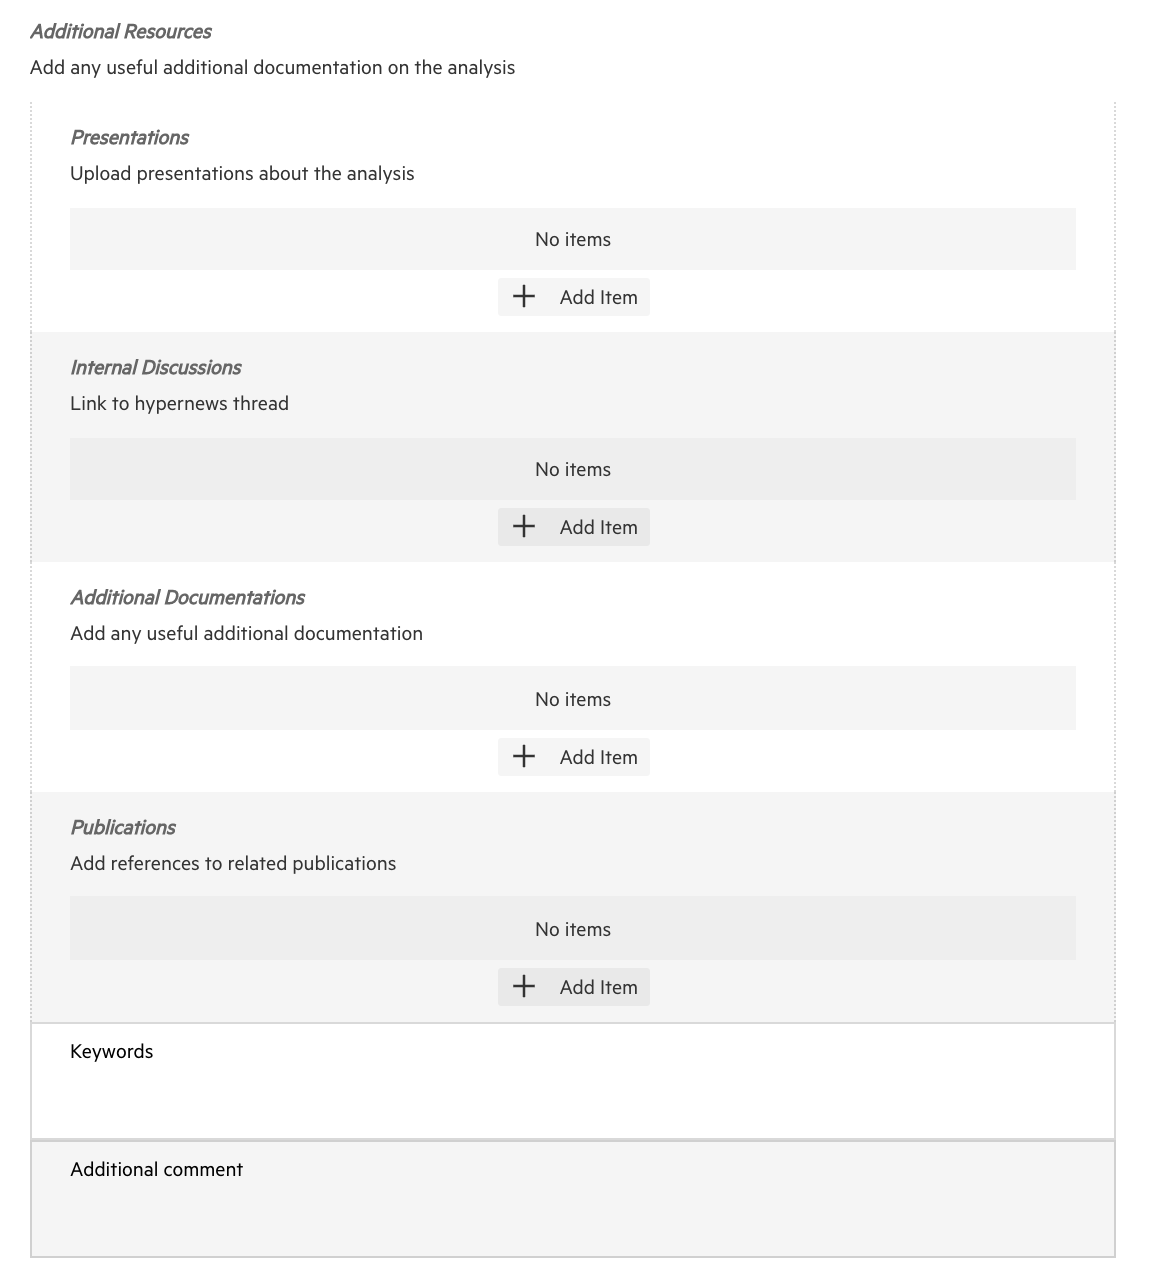 Additional Resources
Add any useful additional documentation on the analysis
Presentations
Upload presentations about the analysis
No items
Add Item
Internal Discussions
Link to hypernews thread
No items
Add Item
Additional Documentations
Add any useful additional documentation
No items
Add Item
Publications
Add references to related publications
No items
Add Item
Keywords
Additional comment